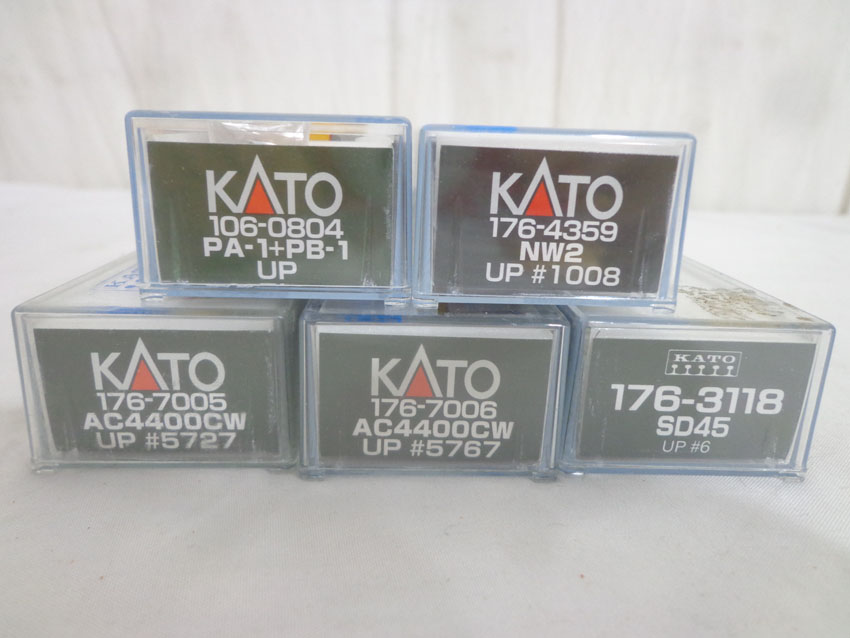 KATO
106-0804
PA-1+PB-1
UP
KATO
176-4359
NW2
UP #1008
KATO
176-7005
AC4400CW
UP #5727
KATO
176-7006
AC4400CW
UP #5767
KATO
176-3118
SD45
UP #6